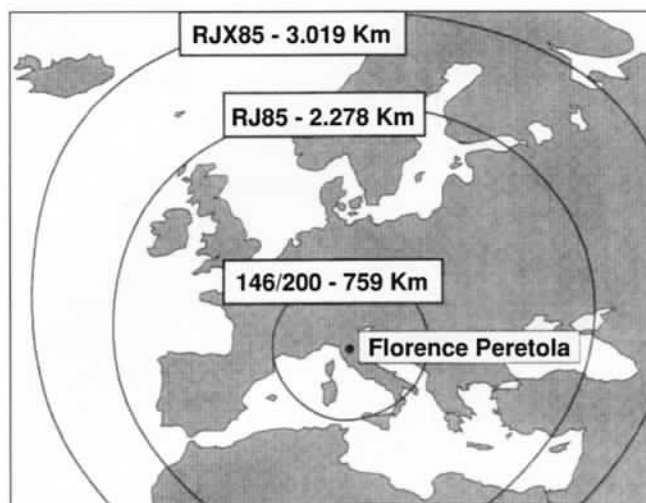 RJX85 - 3.019 Km
RJ85 - 2.278 Km
146/200 - 759 Km
Florence Peretola